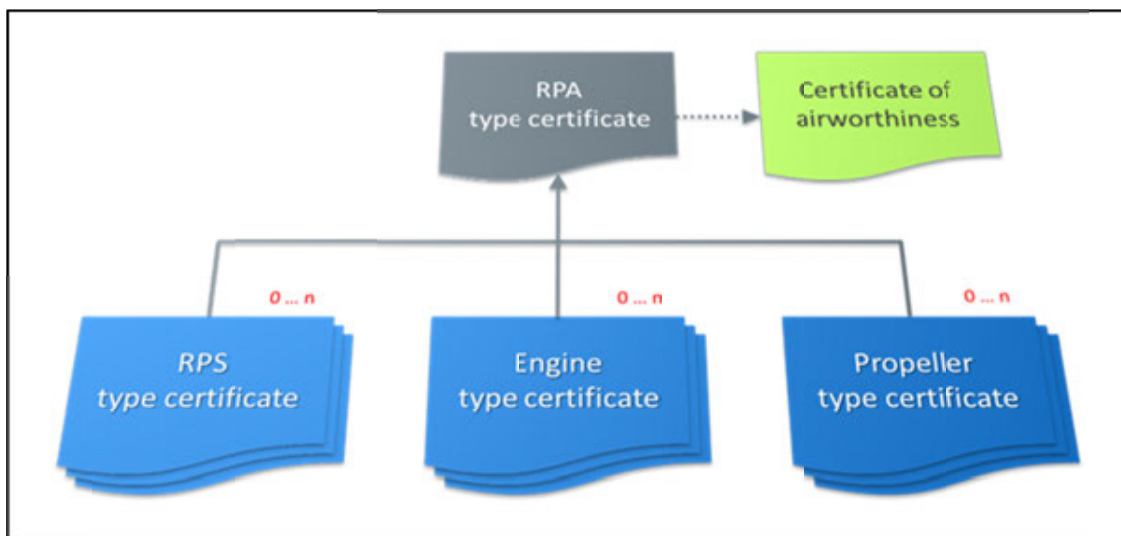 RPA
type certificate
Certificate of
airworthiness
0 ... n
0 ... n
0 ... n
RPS
type certificate
Engine
type certificate
Propeller
type certificate